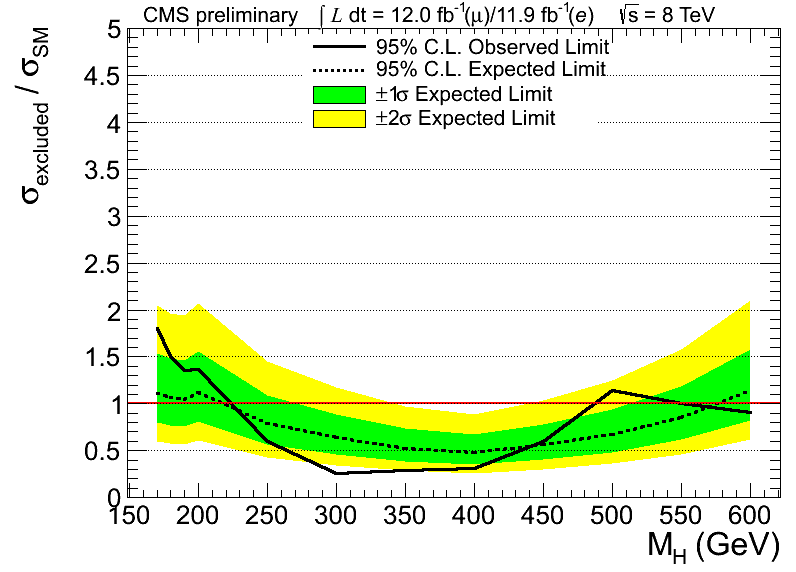 CMS preliminary ∫ L dt = 12.0 fb⁻¹(μ)/11.9 fb⁻¹(e) √s = 8 TeV
95% C.L. Observed Limit
95% C.L. Expected Limit
±1σ Expected Limit
±2σ Expected Limit
σexcluded / σSM
5
4.5
4
3.5
3
2.5
2
1.5
1
0.5
0
150 200 250 300 350 400 450 500 550 600
M_H (GeV)